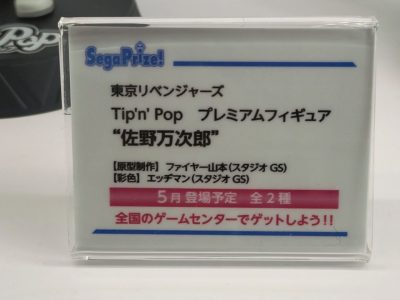 Pop
SegaPrize!
東京リベンジャーズ
Tip'n' Pop プレミアムフィギュア
“佐野万次郎”
【原型制作】 ファイヤー山本(スタジオ GS)
【彩色】 エッヂマン(スタジオ GS)
5月 登場予定 全2種
全国のゲームセンターでゲットしよう!!